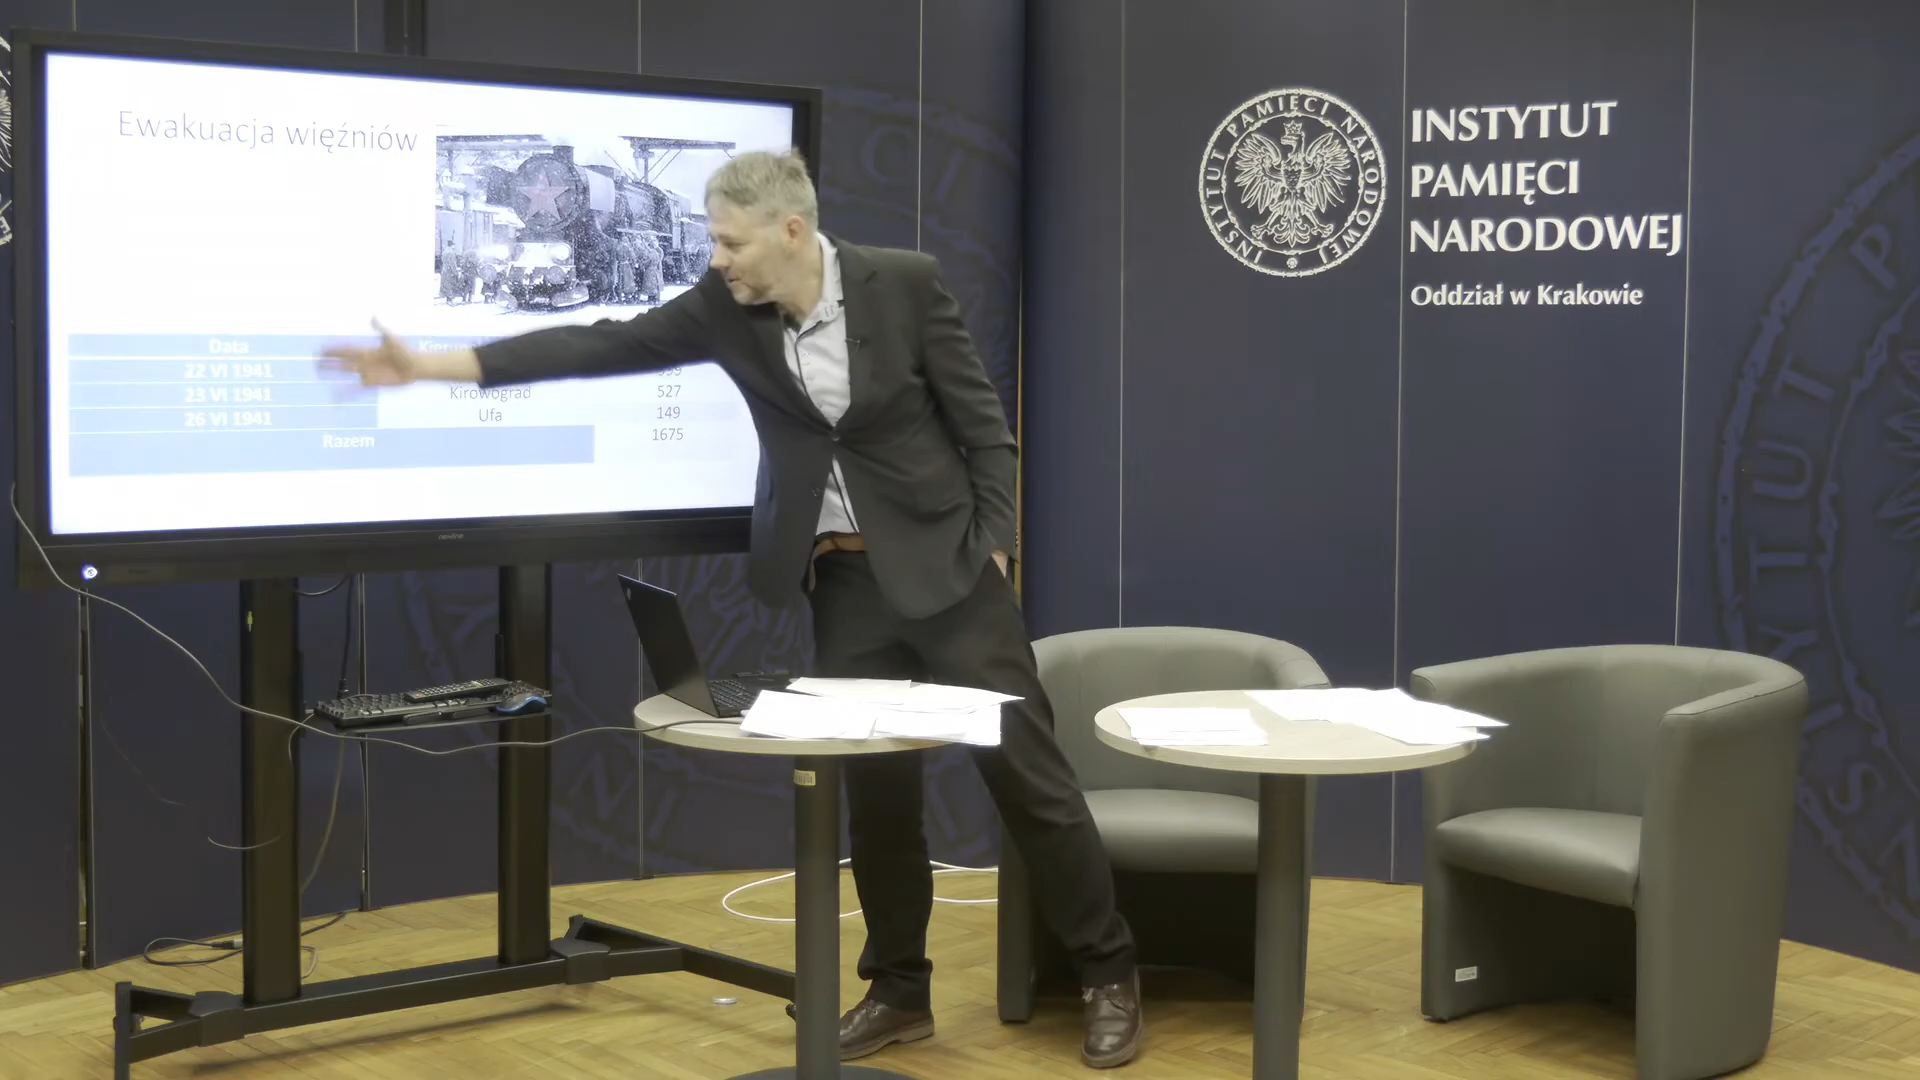 Ewakuacja więźniów
Data
22 VI 1941
23 VI 1941 Kirowograd 527
26 VI 1941 Ufa 149
Razem 1675
INSTYTUT PAMIĘCI NARODOWEJ
INSTYTUT
PAMIĘCI
NARODOWEJ
Oddział w Krakowie
newline